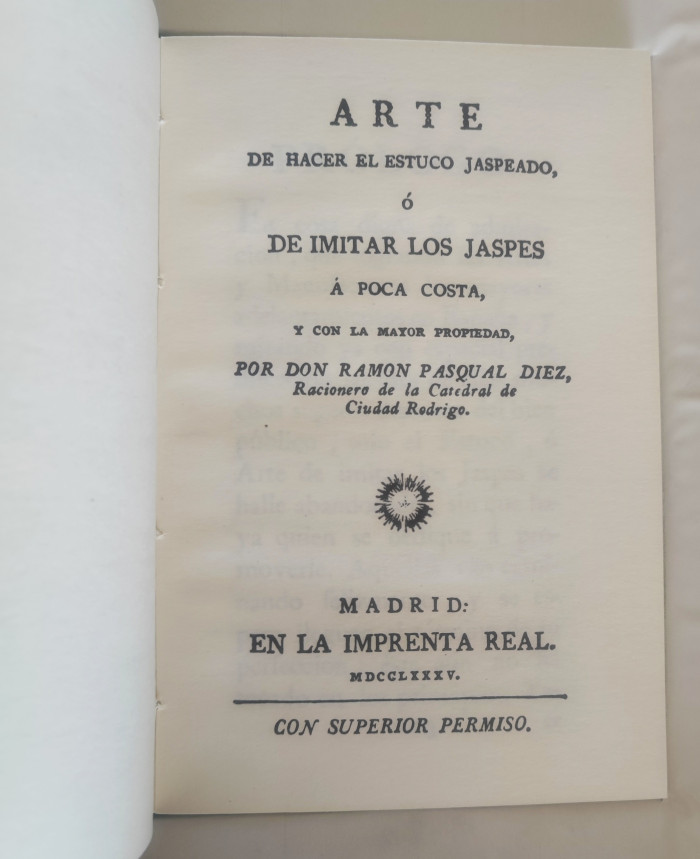 ARTE
DE HACER EL ESTUCO JASPEADO,
ó
DE IMITAR LOS JASPES
Á POCA COSTA,
Y CON LA MAYOR PROPIEDAD,
POR DON RAMON PASQUAL DIEZ,
Racionero de la Catedral de
Ciudad Rodrigo.
MADRID:
EN LA IMPRENTA REAL.
MDCCLXXXV.
CON SUPERIOR PERMISO.